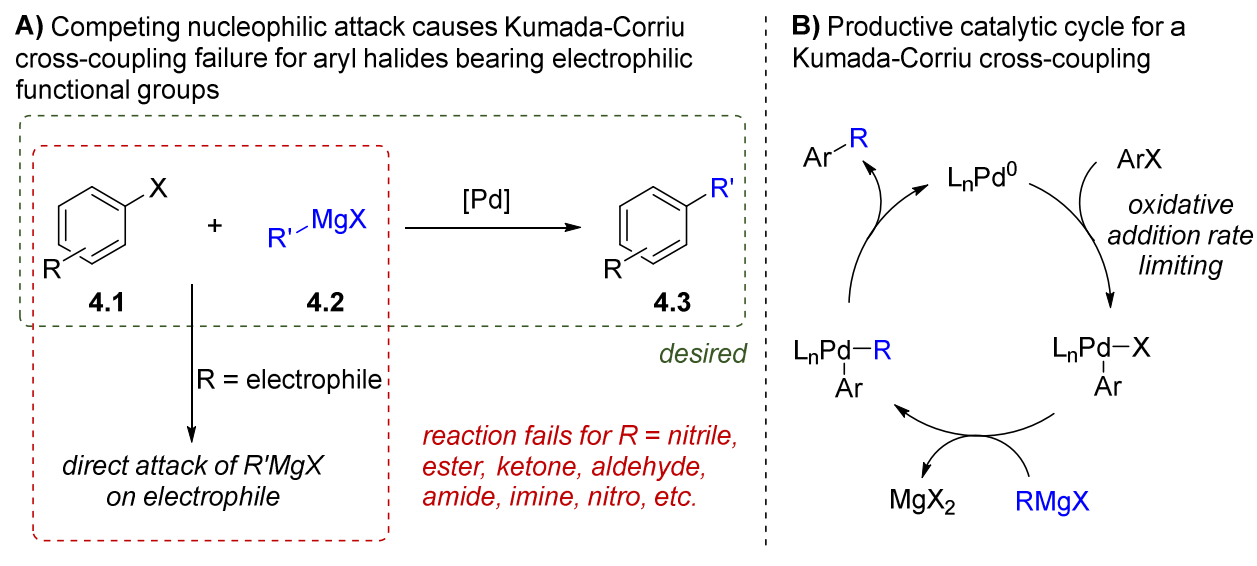 A) Competing nucleophilic attack causes Kumada-Corriu
cross-coupling failure for aryl halides bearing electrophilic
functional groups
X
R
4.1
+
R'
MgX
4.2
[Pd]
R'
R
4.3
desired
R = electrophile
direct attack of R'MgX
on electrophile
reaction fails for R = nitrile,
ester, ketone, aldehyde,
amide, imine, nitro, etc.
B) Productive catalytic cycle for a
Kumada-Corriu cross-coupling
Ar R
LnPd0
ArX
oxidative
addition rate
limiting
LnPd R
Ar
LnPd X
Ar
MgX2
RMgX